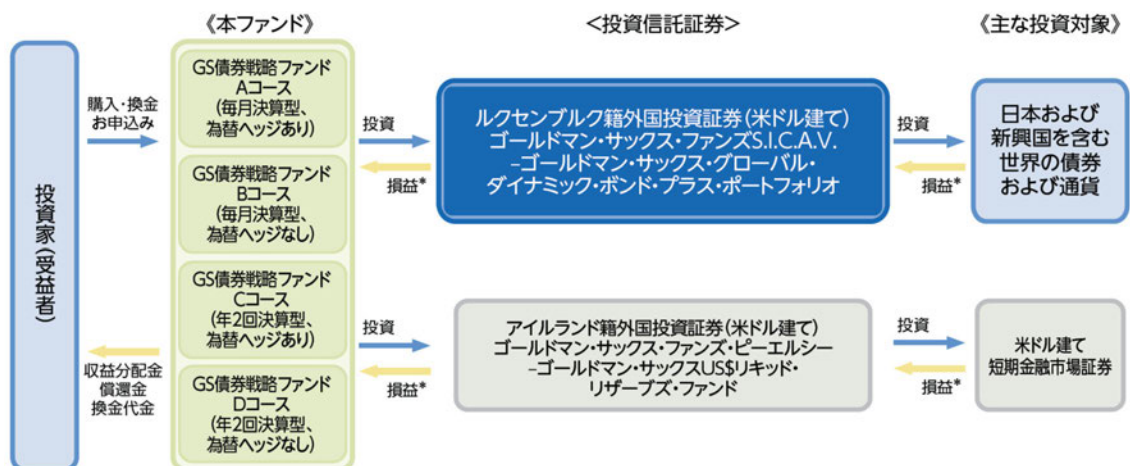 《本ファンド》
<投資信託証券>
《主な投資対象》
投資家(受益者)
購入・換金
お申込み
収益分配金
償還金
換金代金
GS債券戦略ファンド
Aコース
(毎月決算型、
為替ヘッジあり)
GS債券戦略ファンド
Bコース
(毎月決算型、
為替ヘッジなし)
GS債券戦略ファンド
Cコース
(年2回決算型、
為替ヘッジあり)
GS債券戦略ファンド
Dコース
(年2回決算型、
為替ヘッジなし)
投資
損益*
ルクセンブルク籍外国投資証券(米ドル建て)
ゴールドマン・サックス・ファンズS.I.C.A.V.
–ゴールドマン・サックス・グローバル・
ダイナミック・ボンド・プラス・ポートフォリオ
投資
損益*
日本および
新興国を含む
世界の債券
および通貨
投資
損益*
アイルランド籍外国投資証券(米ドル建て)
ゴールドマン・サックス・ファンズ・ピーエルシー
–ゴールドマン・サックスUS$リキッド・
リザーブズ・ファンド
投資
損益*
米ドル建て
短期金融市場証券